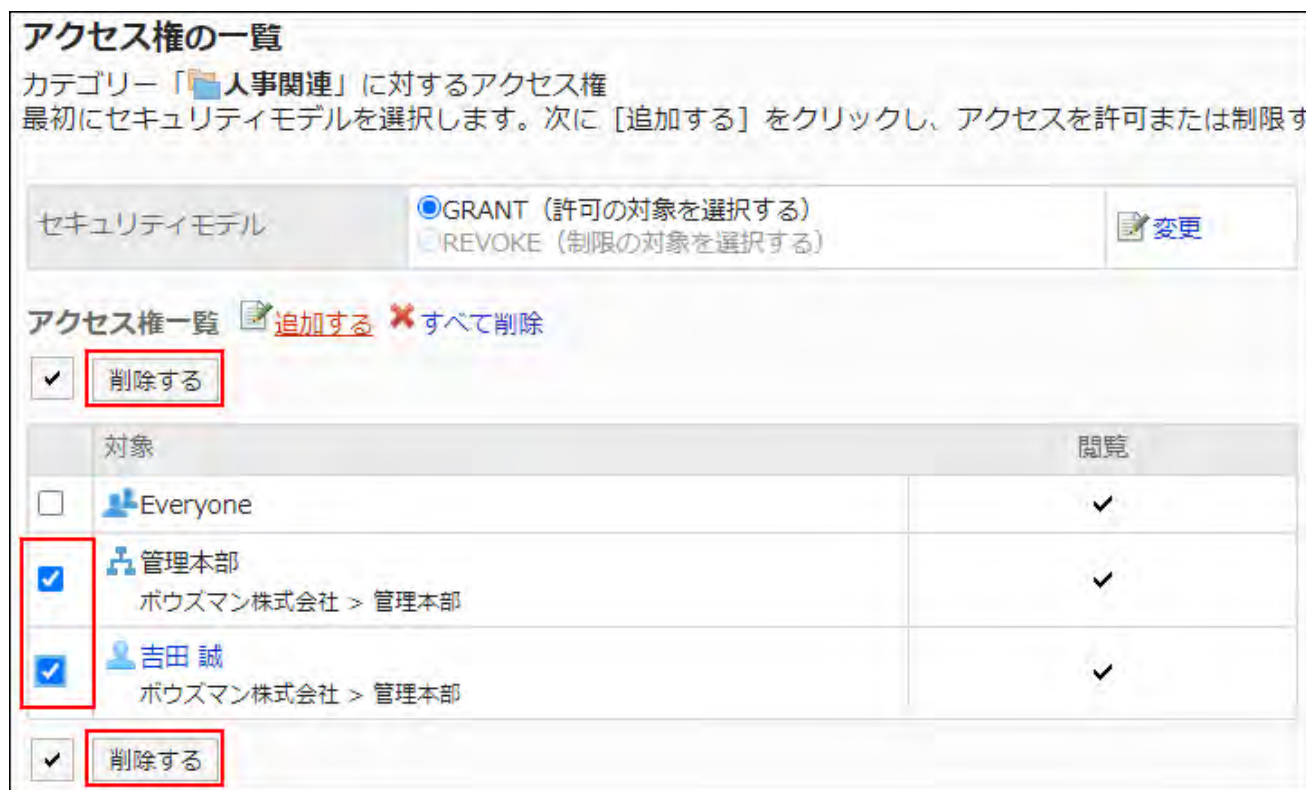 アクセス権の一覧
カテゴリー「人事関連」に対するアクセス権
最初にセキュリティモデルを選択します。次に [追加する] をクリックし、アクセスを許可または制限す
セキュリティモデル
GRANT（許可の対象を選択する）
REVOKE（制限の対象を選択する）
変更
アクセス権一覧 追加する すべて削除
削除する
対象 閲覧
Everyone
管理本部
ボウズマン株式会社 > 管理本部
吉田 誠
ボウズマン株式会社 > 管理本部
削除する